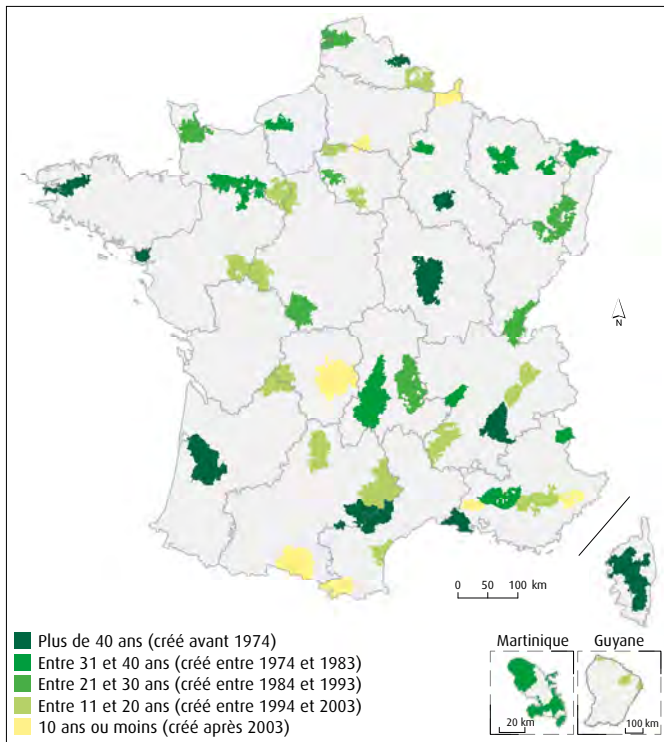 N
0 50 100 km
Plus de 40 ans (créé avant 1974)
Entre 31 et 40 ans (créé entre 1974 et 1983)
Entre 21 et 30 ans (créé entre 1984 et 1993)
Entre 11 et 20 ans (créé entre 1994 et 2003)
10 ans ou moins (créé après 2003)
Martinique
20 km
Guyane
100 km